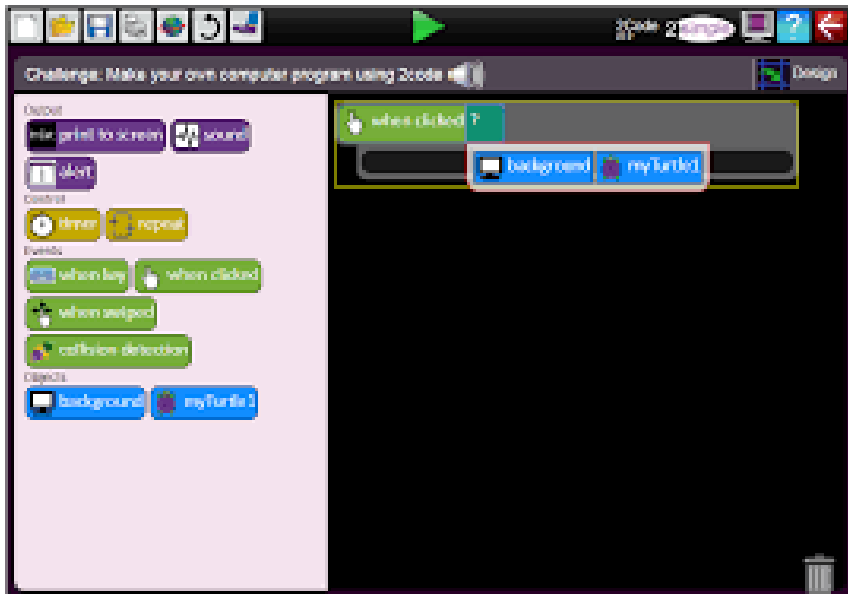 2Code 2simple ?
Challenge: Make your own computer program using 2code
Design
Output
print to screen sound
alert
Control
timer repeat
Events
when key when clicked
when swiped
collision detection
Objects
background myTurtle1
when clicked ?
background myTurtle1